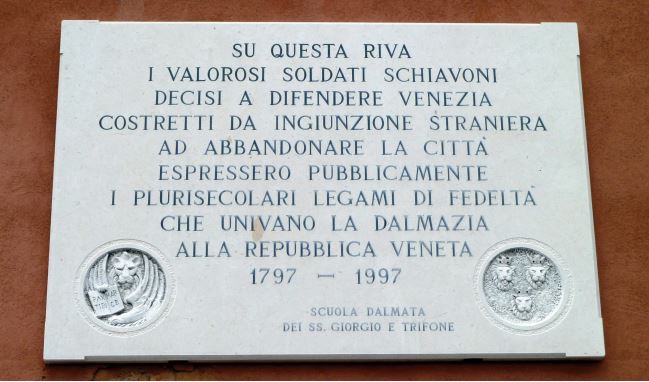 SU QUESTA RIVA
I VALOROSI SOLDATI SCHIAVONI
DECISI A DIFENDERE VENEZIA
COSTRETTI DA INGIUNZIONE STRANIERA
AD ABBANDONARE LA CITTÀ
ESPRESSERO PUBBLICAMENTE
I PLURISECOLARI LEGAMI DI FEDELTÀ
CHE UNIVANO LA DALMAZIA
ALLA REPUBBLICA VENETA
1797 – 1997
SCUOLA DALMATA
DEI SS. GIORGIO E TRIFONE